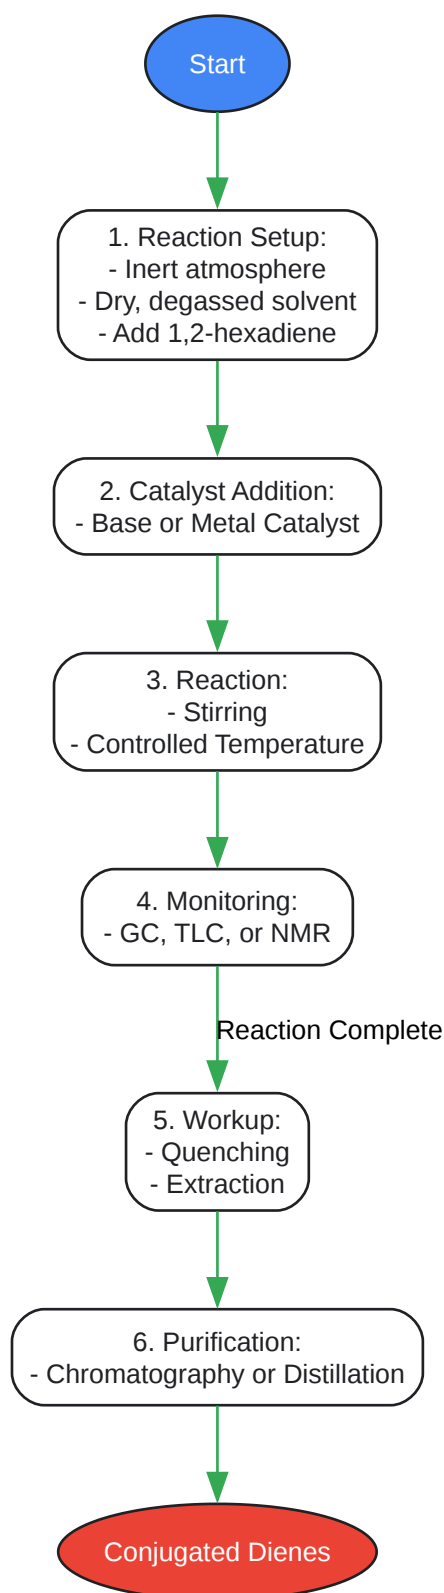 Start
1. Reaction Setup:
- Inert atmosphere
- Dry, degassed solvent
- Add 1,2-hexadiene
2. Catalyst Addition:
- Base or Metal Catalyst
3. Reaction:
- Stirring
- Controlled Temperature
4. Monitoring:
- GC, TLC, or NMR
Reaction Complete
5. Workup:
- Quenching
- Extraction
6. Purification:
- Chromatography or Distillation
Conjugated Dienes